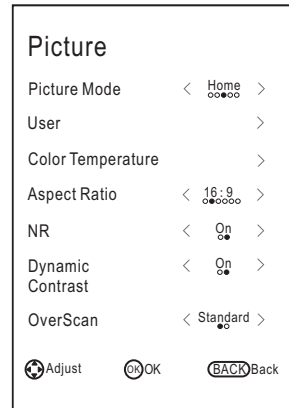 Picture
Picture Mode < Home >
User >
Color Temperature >
Aspect Ratio < 16:9 >
NR < On >
Dynamic Contrast < On >
OverScan < Standard >
Adjust OK OK BACK Back